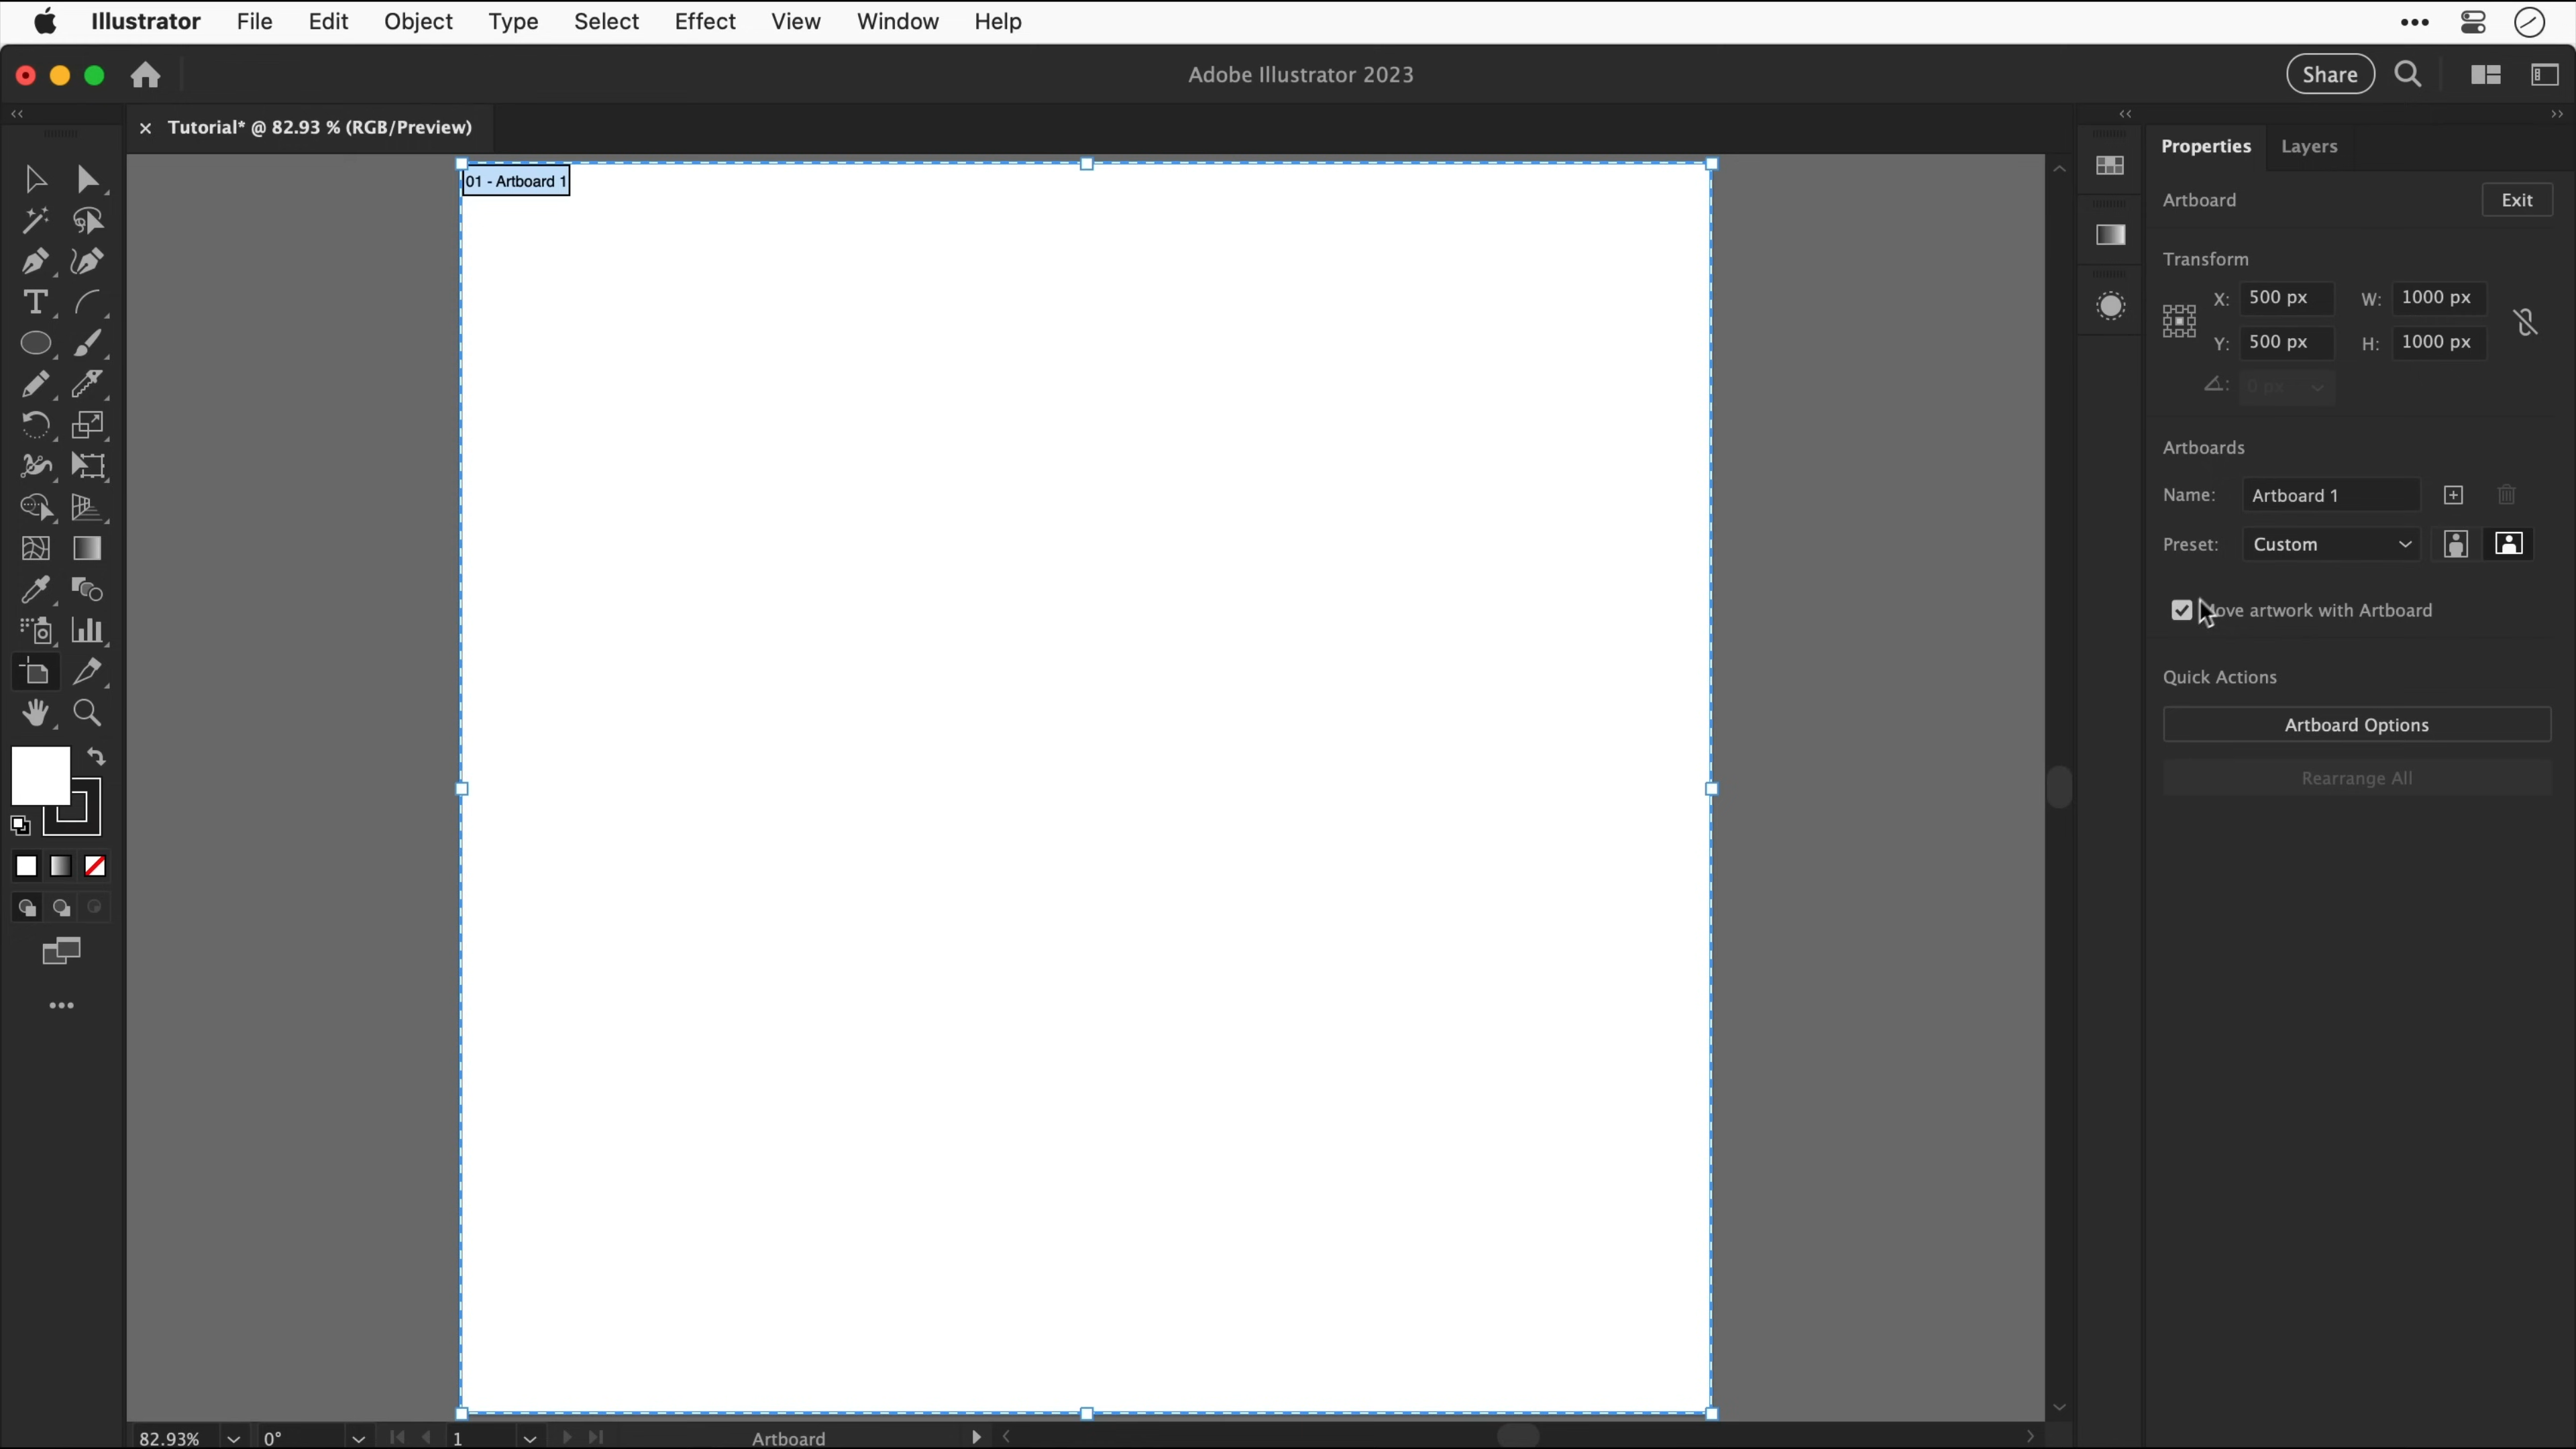 Illustrator File Edit Object Type Select Effect View Window Help
Adobe Illustrator 2023
Share
Tutorial* @ 82.93 % (RGB/Preview)
01 - Artboard 1
Properties Layers
Artboard Exit
Transform
X: 500 px W: 1000 px
Y: 500 px H: 1000 px
0 px
Artboards
Name: Artboard 1
Preset: Custom
ove artwork with Artboard
Quick Actions
Artboard Options
Rearrange All
82.93% 0° 1 Artboard